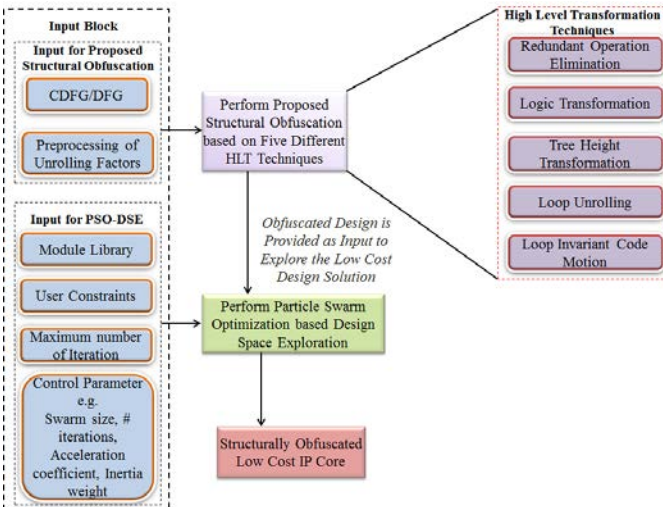 Input Block
Input for Proposed
Structural Obfuscation
CDFG/DFG
Preprocessing of
Unrolling Factors
Input for PSO-DSE
Module Library
User Constraints
Maximum number
of Iteration
Control Parameter
e.g.
Swarm size, #
iterations,
Acceleration
coefficient, Inertia
weight
Perform Proposed
Structural Obfuscation
based on Five Different
HLT Techniques
Obfuscated Design is
Provided as Input to
Explore the Low Cost
Design Solution
Perform Particle Swarm
Optimization based Design
Space Exploration
Structurally Obfuscated
Low Cost IP Core
High Level Transformation
Techniques
Redundant Operation
Elimination
Logic Transformation
Tree Height
Transformation
Loop Unrolling
Loop Invariant Code
Motion